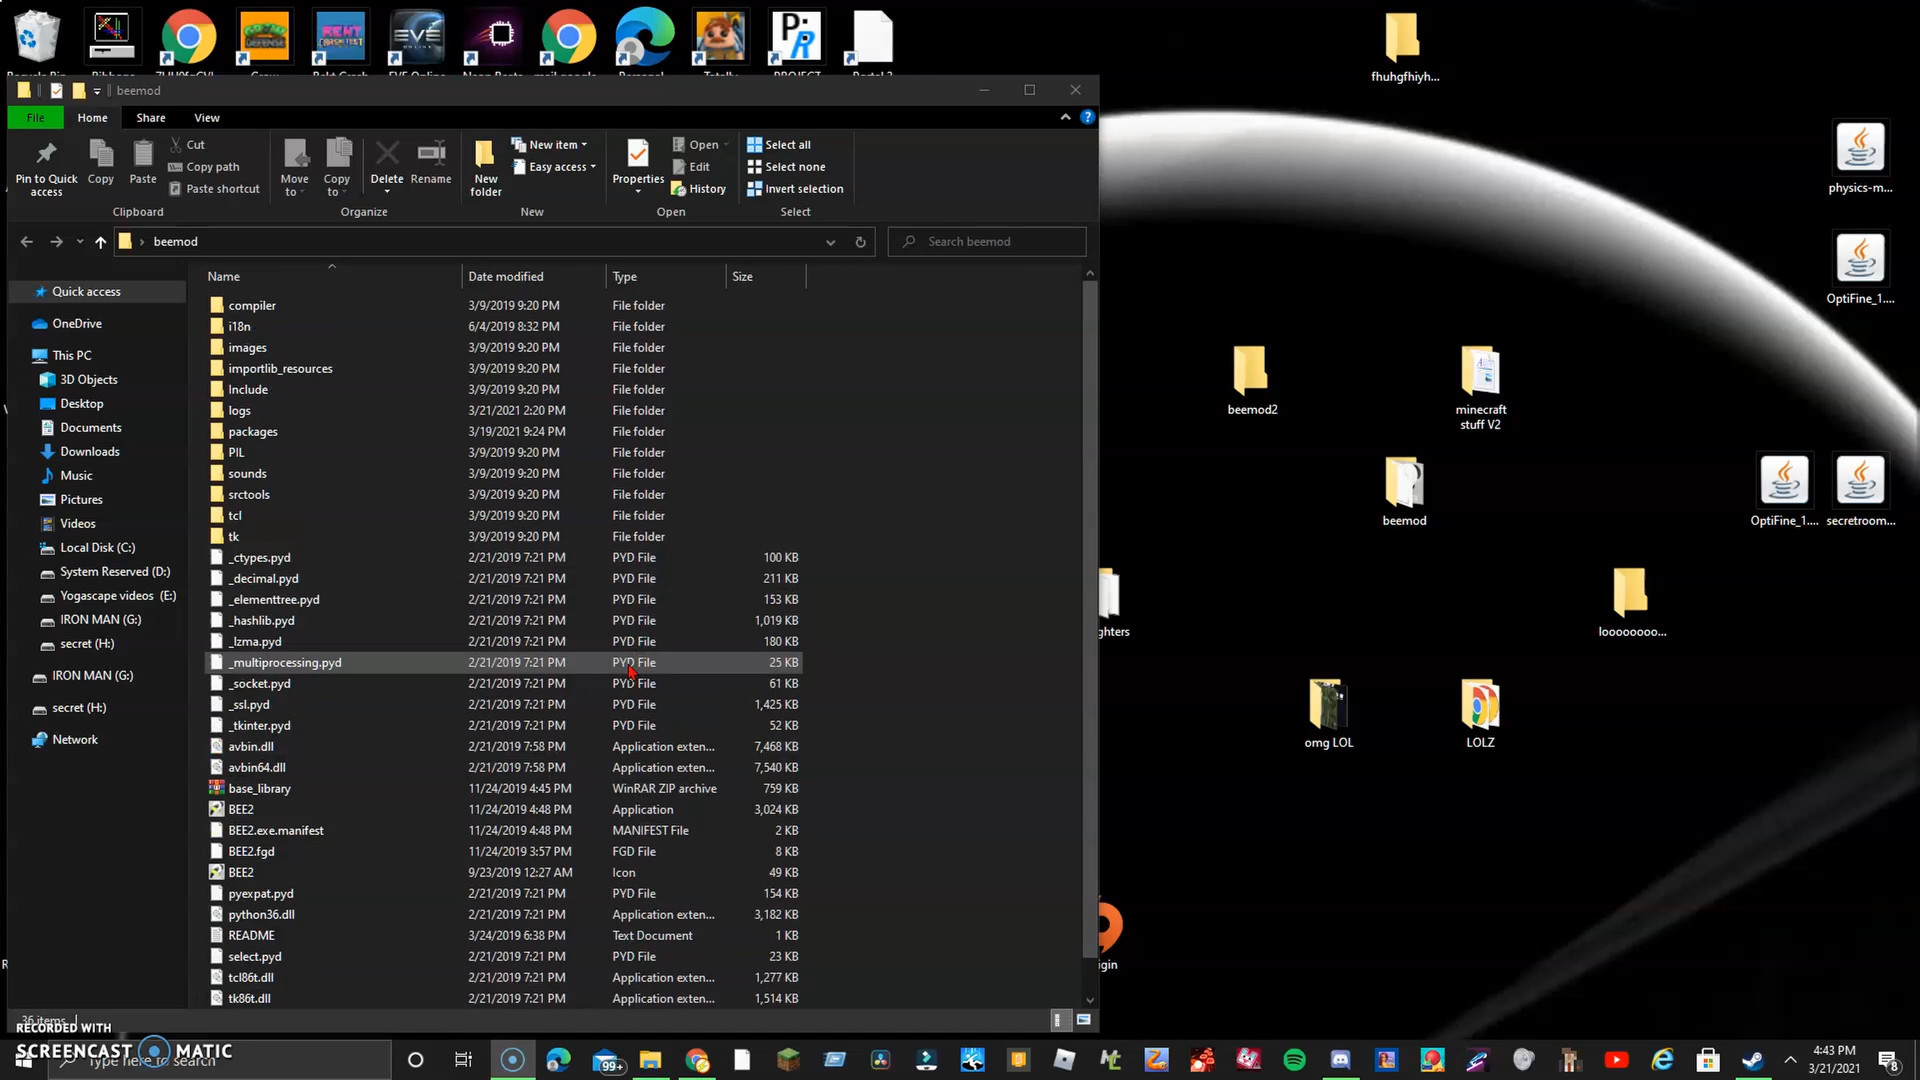 beemod
File Home Share View
Pin to Quick access
Copy
Paste
Cut
Copy path
Paste shortcut
Clipboard
Move to
Copy to
Delete
Rename
Organize
New folder
New item
Easy access
New
Properties
Open
Edit
History
Open
Select all
Select none
Invert selection
Select
beemod
Search beemod
Name Date modified Type Size
Quick access
OneDrive
This PC
3D Objects
Desktop
Documents
Downloads
Music
Pictures
Videos
Local Disk (C:)
System Reserved (D:)
Yogascape videos (E:)
IRON MAN (G:)
secret (H:)
IRON MAN (G:)
secret (H:)
Network
compiler 3/9/2019 9:20 PM File folder
i18n 6/4/2019 8:32 PM File folder
images 3/9/2019 9:20 PM File folder
importlib_resources 3/9/2019 9:20 PM File folder
Include 3/9/2019 9:20 PM File folder
logs 3/21/2021 2:20 PM File folder
packages 3/19/2021 9:24 PM File folder
PIL 3/9/2019 9:20 PM File folder
sounds 3/9/2019 9:20 PM File folder
srctools 3/9/2019 9:20 PM File folder
tcl 3/9/2019 9:20 PM File folder
tk 3/9/2019 9:20 PM File folder
_ctypes.pyd 2/21/2019 7:21 PM PYD File 100 KB
_decimal.pyd 2/21/2019 7:21 PM PYD File 211 KB
_elementtree.pyd 2/21/2019 7:21 PM PYD File 153 KB
_hashlib.pyd 2/21/2019 7:21 PM PYD File 1,019 KB
_lzma.pyd 2/21/2019 7:21 PM PYD File 180 KB
_multiprocessing.pyd 2/21/2019 7:21 PM PYD File 25 KB
_socket.pyd 2/21/2019 7:21 PM PYD File 61 KB
_ssl.pyd 2/21/2019 7:21 PM PYD File 1,425 KB
_tkinter.pyd 2/21/2019 7:21 PM PYD File 52 KB
avbin.dll 2/21/2019 7:58 PM Application exten... 7,468 KB
avbin64.dll 2/21/2019 7:58 PM Application exten... 7,540 KB
base_library 11/24/2019 4:45 PM WinRAR ZIP archive 759 KB
BEE2 11/24/2019 4:48 PM Application 3,024 KB
BEE2.exe.manifest 11/24/2019 4:48 PM MANIFEST File 2 KB
BEE2.fgd 11/24/2019 3:57 PM FGD File 8 KB
BEE2 9/23/2019 12:27 AM Icon 49 KB
pyexpat.pyd 2/21/2019 7:21 PM PYD File 154 KB
python36.dll 2/21/2019 7:21 PM Application exten... 3,182 KB
README 3/24/2019 6:38 PM Text Document 1 KB
select.pyd 2/21/2019 7:21 PM PYD File 23 KB
tcl86t.dll 2/21/2019 7:21 PM Application exten... 1,277 KB
tk86t.dll 2/21/2019 7:21 PM Application exten... 1,514 KB
36 items
fhuhgfhiyh...
physics-m...
OptiFine_1....
beemod2
minecraft
stuff V2
beemod
OptiFine_1....
secretroom...
ghters
loooooooo...
omg LOL
LOLZ
igin
RECORDED WITH
SCREENCAST MATIC
Type here to search
99+
4:43 PM
3/21/2021
8